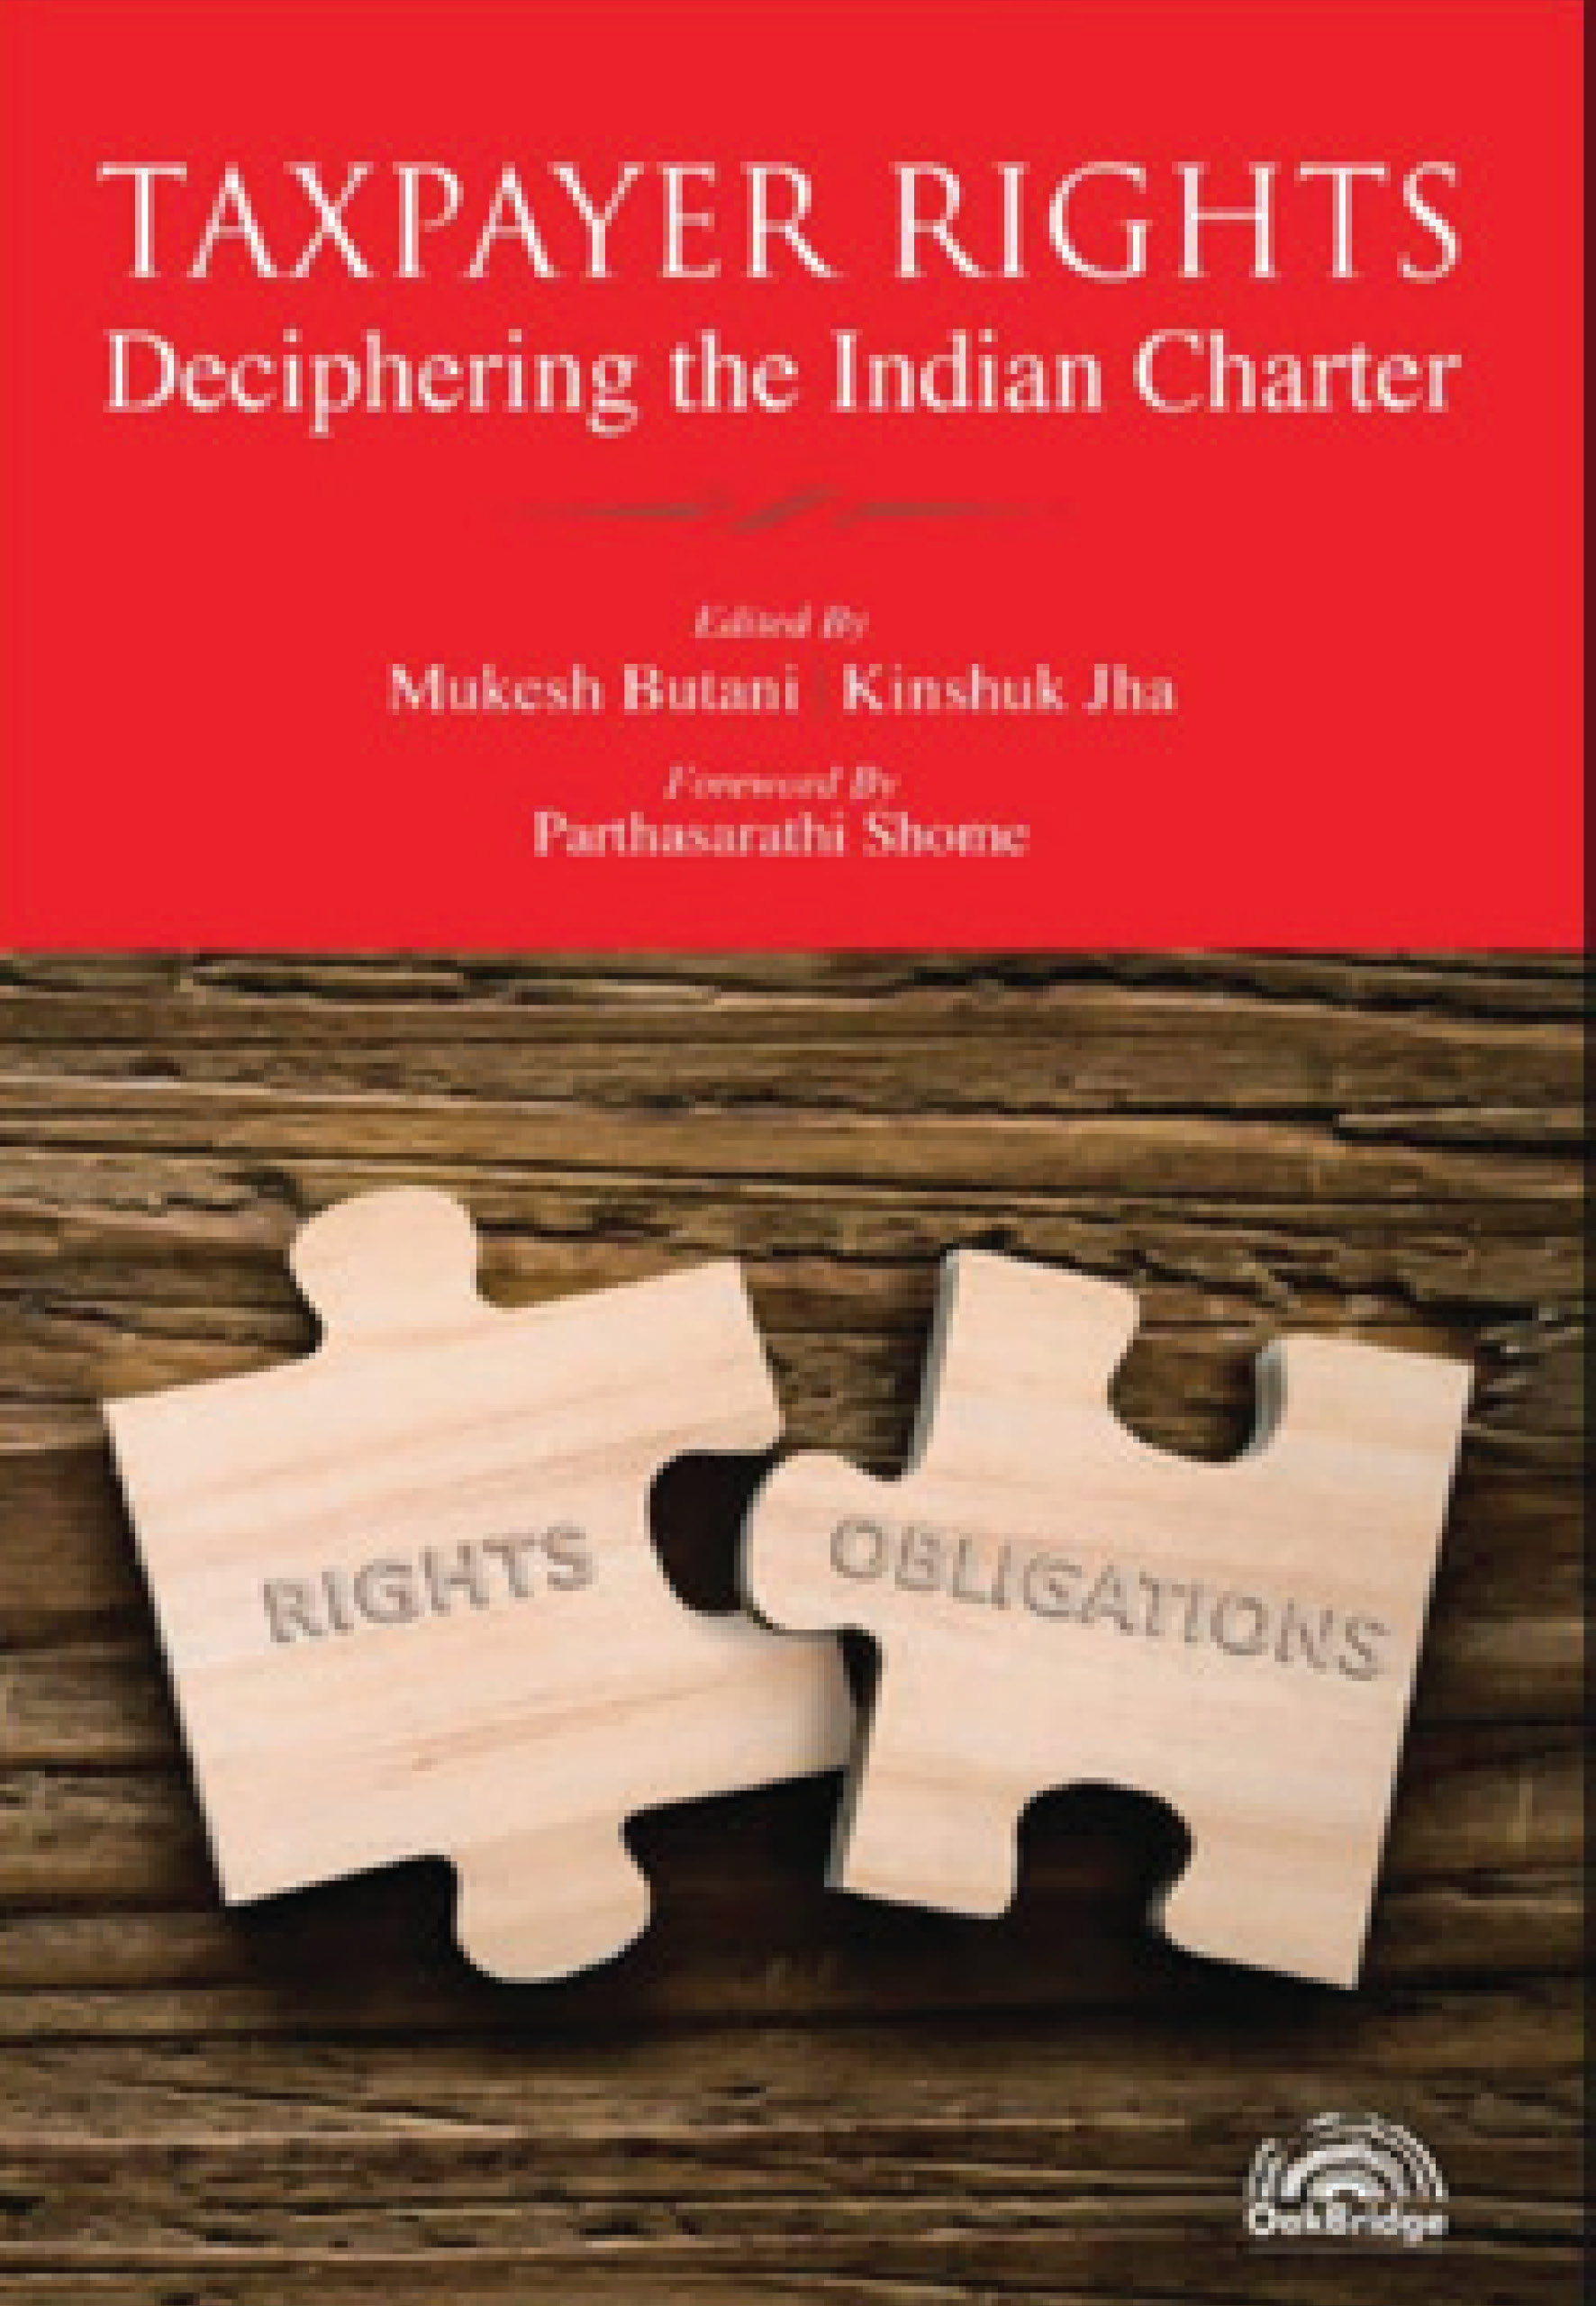 TAXPAYER RIGHTS
Deciphering the Indian Charter
Edited By
Mukesh Butani | Kinshuk Jha
Foreword By
Parthasarathi Shome
RIGHTS
OBLIGATIONS
OakBridge